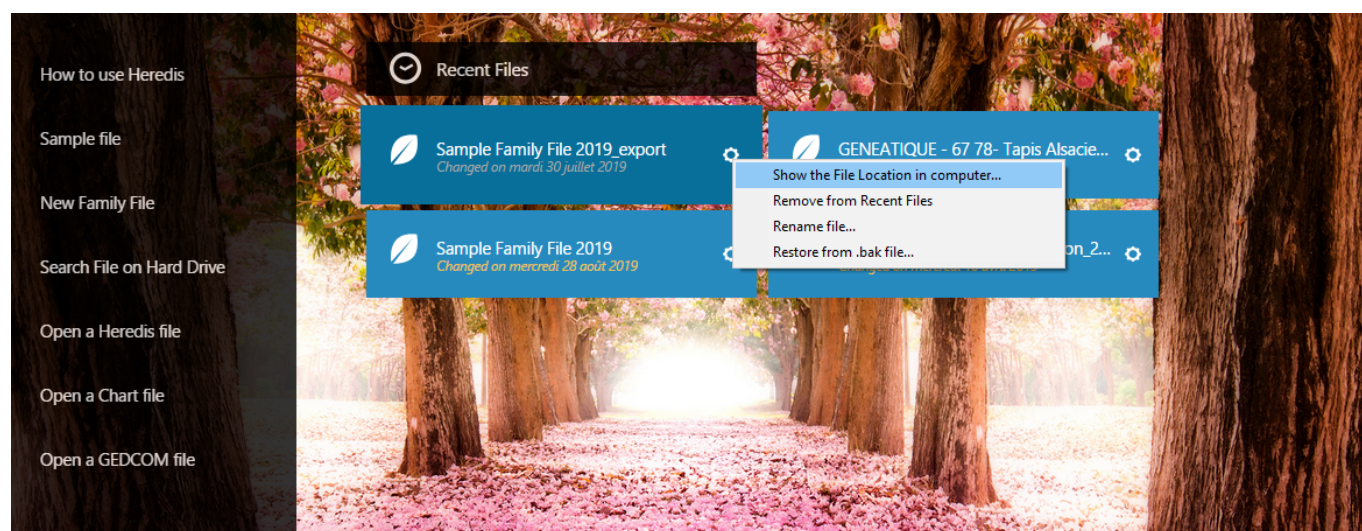 How to use Heredis
Sample file
New Family File
Search File on Hard Drive
Open a Heredis file
Open a Chart file
Open a GEDCOM file
Recent Files
Sample Family File 2019_export
Changed on mardi 30 juillet 2019
GENEATIQUE - 67 78- Tapis Alsacie...
Show the File Location in computer...
Remove from Recent Files
Rename file...
Restore from .bak file...
Sample Family File 2019
Changed on mercredi 28 août 2019
on_2...